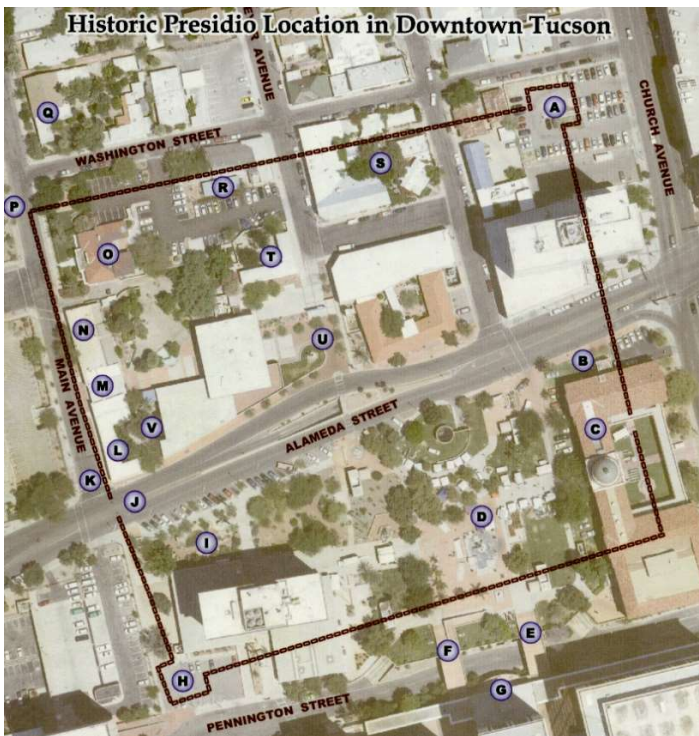 Historic Presidio Location in Downtown Tucson
AVENUE
CHURCH AVENUE
A
Q
WASHINGTON STREET
S
R
P
O
T
N
U
B
M
MAIN AVENUE
ALAMEDA STREET
V
C
L
K
J
D
I
E
F
H
G
PENNINGTON STREET